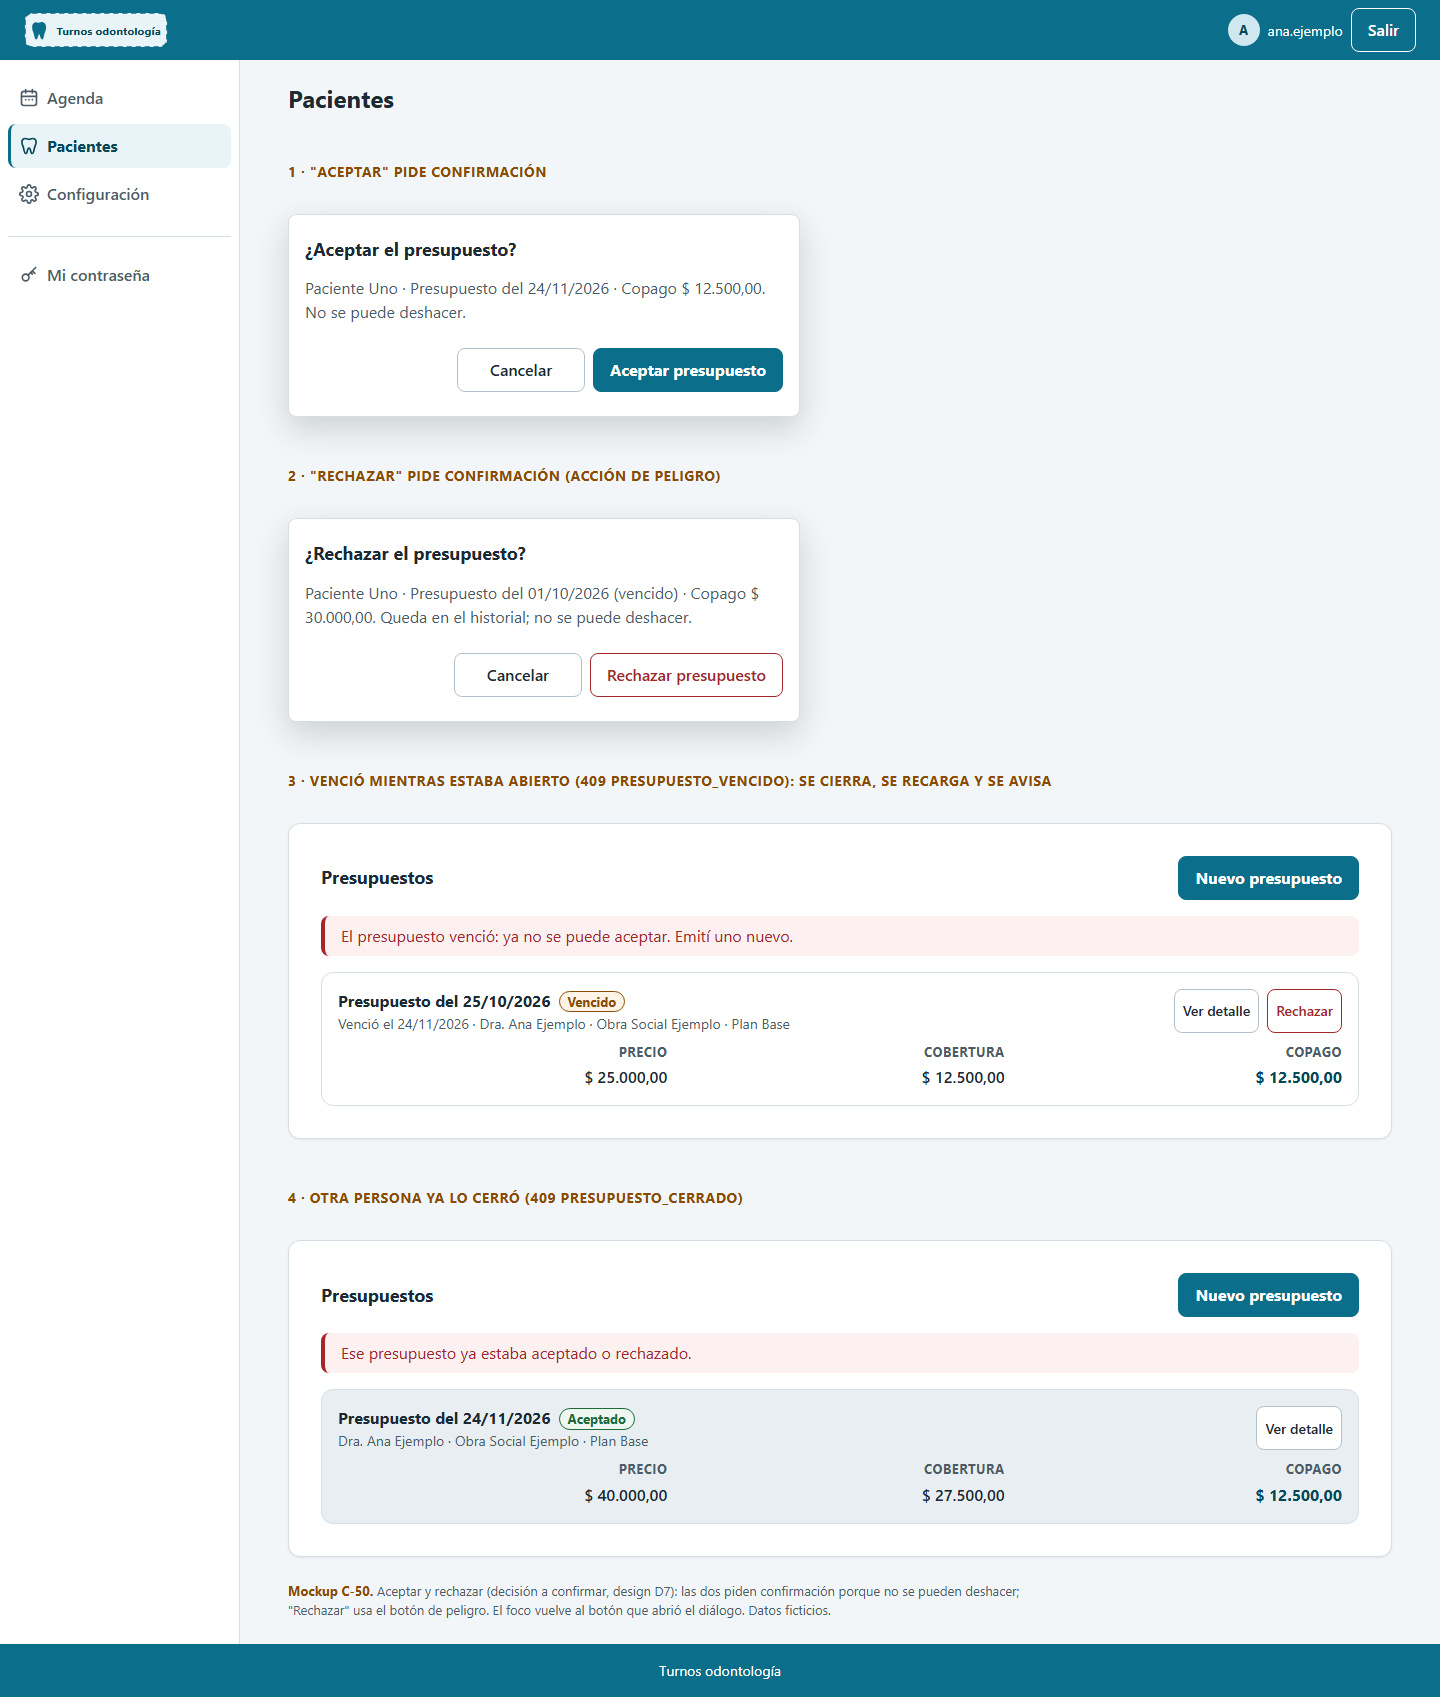 Turnos odontología
A
ana.ejemplo
Salir
Agenda
Pacientes
Configuración
Mi contraseña
Pacientes
1 · "ACEPTAR" PIDE CONFIRMACIÓN
¿Aceptar el presupuesto?
Paciente Uno · Presupuesto del 24/11/2026 · Copago $ 12.500,00.
No se puede deshacer.
Cancelar
Aceptar presupuesto
2 · "RECHAZAR" PIDE CONFIRMACIÓN (ACCIÓN DE PELIGRO)
¿Rechazar el presupuesto?
Paciente Uno · Presupuesto del 01/10/2026 (vencido) · Copago $
30.000,00. Queda en el historial; no se puede deshacer.
Cancelar
Rechazar presupuesto
3 · VENCIÓ MIENTRAS ESTABA ABIERTO (409 PRESUPUESTO_VENCIDO): SE CIERRA, SE RECARGA Y SE AVISA
Presupuestos
Nuevo presupuesto
El presupuesto venció: ya no se puede aceptar. Emití uno nuevo.
Presupuesto del 25/10/2026 Vencido
Venció el 24/11/2026 · Dra. Ana Ejemplo · Obra Social Ejemplo · Plan Base
Ver detalle
Rechazar
PRECIO COBERTURA COPAGO
$ 25.000,00 $ 12.500,00 $ 12.500,00
4 · OTRA PERSONA YA LO CERRÓ (409 PRESUPUESTO_CERRADO)
Presupuestos
Nuevo presupuesto
Ese presupuesto ya estaba aceptado o rechazado.
Presupuesto del 24/11/2026 Aceptado
Dra. Ana Ejemplo · Obra Social Ejemplo · Plan Base
Ver detalle
PRECIO COBERTURA COPAGO
$ 40.000,00 $ 27.500,00 $ 12.500,00
Mockup C-50. Aceptar y rechazar (decisión a confirmar, design D7): las dos piden confirmación porque no se pueden deshacer;
"Rechazar" usa el botón de peligro. El foco vuelve al botón que abrió el diálogo. Datos ficticios.
Turnos odontología